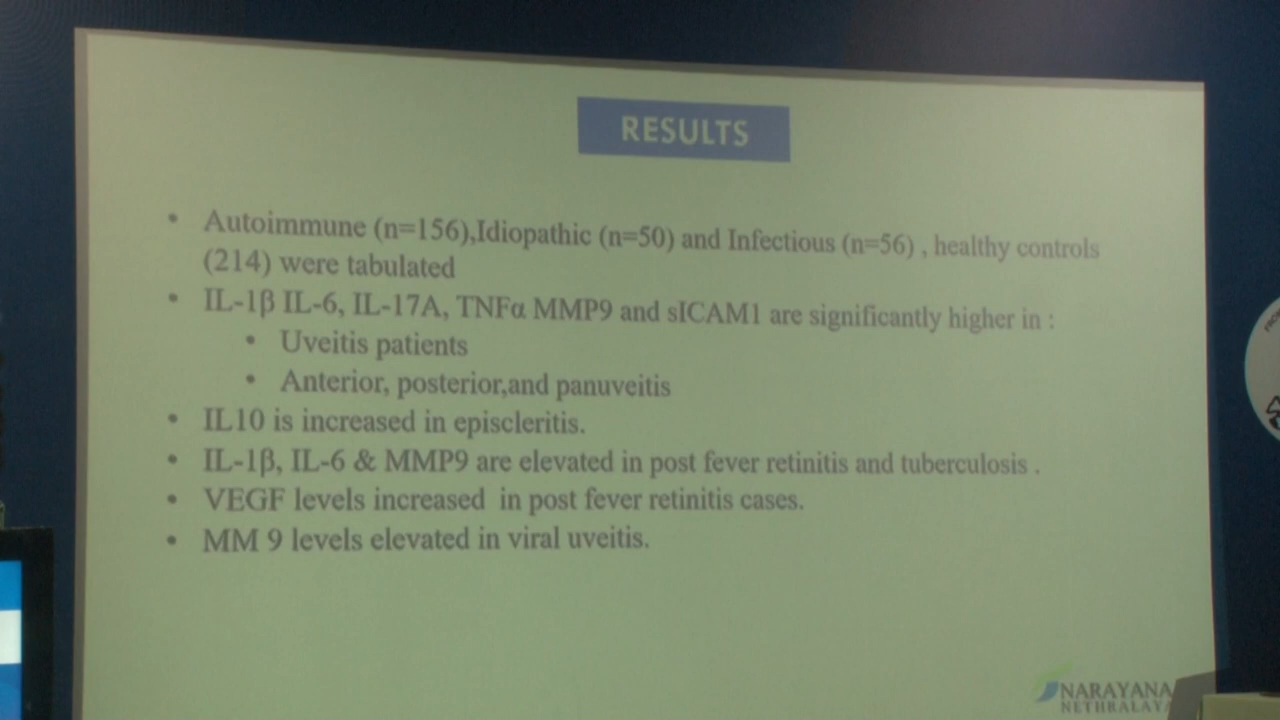 RESULTS
• Autoimmune (n=156),Idiopathic (n=50) and Infectious (n=56) , healthy controls
(214) were tabulated
• IL-1β IL-6, IL-17A, TNFα MMP9 and sICAM1 are significantly higher in :
• Uveitis patients
• Anterior, posterior,and panuveitis
• IL10 is increased in episcleritis.
• IL-1β, IL-6 & MMP9 are elevated in post fever retinitis and tuberculosis .
• VEGF levels increased in post fever retinitis cases.
• MM 9 levels elevated in viral uveitis.
NARAYANA
NETHRALAYA